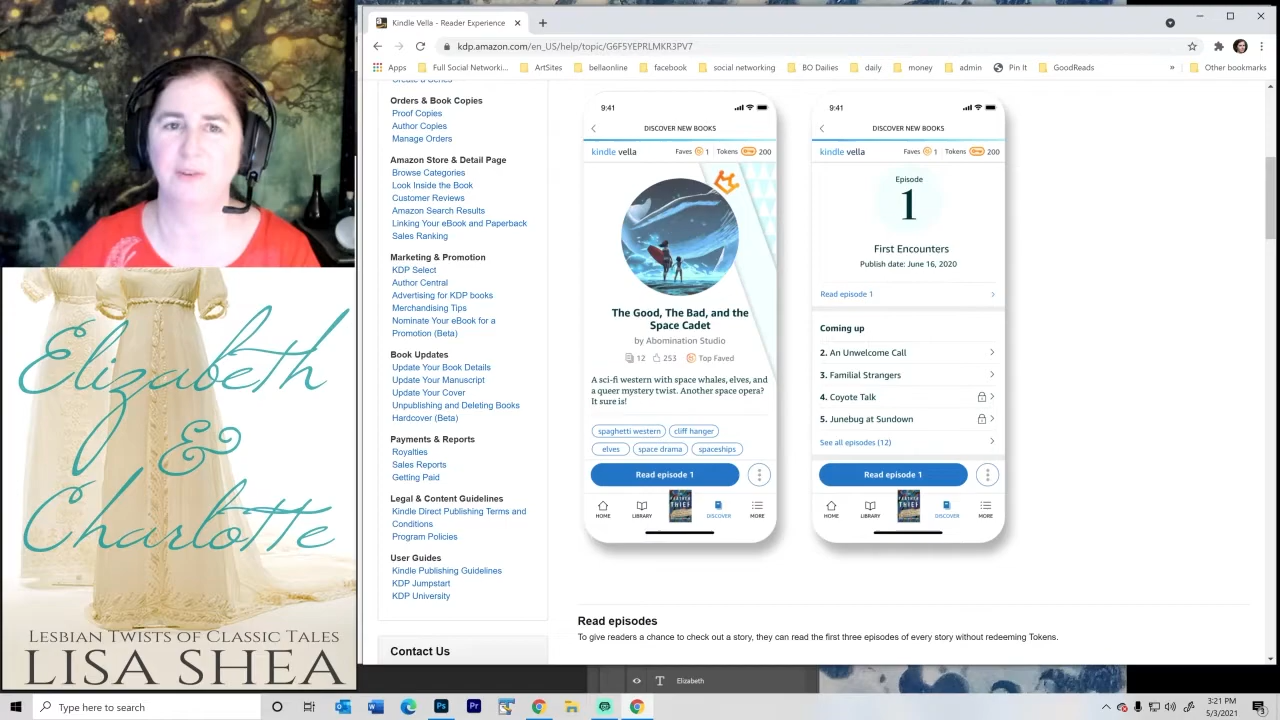 Kindle Vella - Reader Experience
kdp.amazon.com/en_US/help/topic/G6F5YEPRLMKR3PV7
Apps
Full Social Networki...
ArtSites
bellaonline
facebook
social networking
BO Dailies
daily
money
admin
Pin It
GoodReads
»
Other bookmarks
Create a Series
Orders & Book Copies
Proof Copies
Author Copies
Manage Orders
Amazon Store & Detail Page
Browse Categories
Look Inside the Book
Customer Reviews
Amazon Search Results
Linking Your eBook and Paperback
Sales Ranking
Marketing & Promotion
KDP Select
Author Central
Advertising for KDP books
Merchandising Tips
Nominate Your eBook for a
Promotion (Beta)
Book Updates
Update Your Book Details
Update Your Manuscript
Update Your Cover
Unpublishing and Deleting Books
Hardcover (Beta)
Payments & Reports
Royalties
Sales Reports
Getting Paid
Legal & Content Guidelines
Kindle Direct Publishing Terms and
Conditions
Program Policies
User Guides
Kindle Publishing Guidelines
KDP Jumpstart
KDP University
Contact Us
9:41
DISCOVER NEW BOOKS
kindle vella Faves 1 Tokens 200
The Good, The Bad, and the
Space Cadet
by Abomination Studio
12 253 Top Faved
A sci-fi western with space whales, elves, and
a queer mystery twist. Another space opera?
It sure is!
spaghetti western cliff hanger
elves space drama spaceships
Read episode 1
HOME LIBRARY DISCOVER MORE
9:41
DISCOVER NEW BOOKS
kindle vella Faves 1 Tokens 200
Episode
1
First Encounters
Publish date: June 16, 2020
Read episode 1
Coming up
2. An Unwelcome Call
3. Familial Strangers
4. Coyote Talk
5. Junebug at Sundown
See all episodes (12)
Read episode 1
HOME LIBRARY DISCOVER MORE
Read episodes
To give readers a chance to check out a story, they can read the first three episodes of every story without redeeming Tokens.
Elizabeth
&
Charlotte
LESBIAN TWISTS OF CLASSIC TALES
LISA SHEA
Elizabeth
Type here to search
3:21 PM
5/3/2021